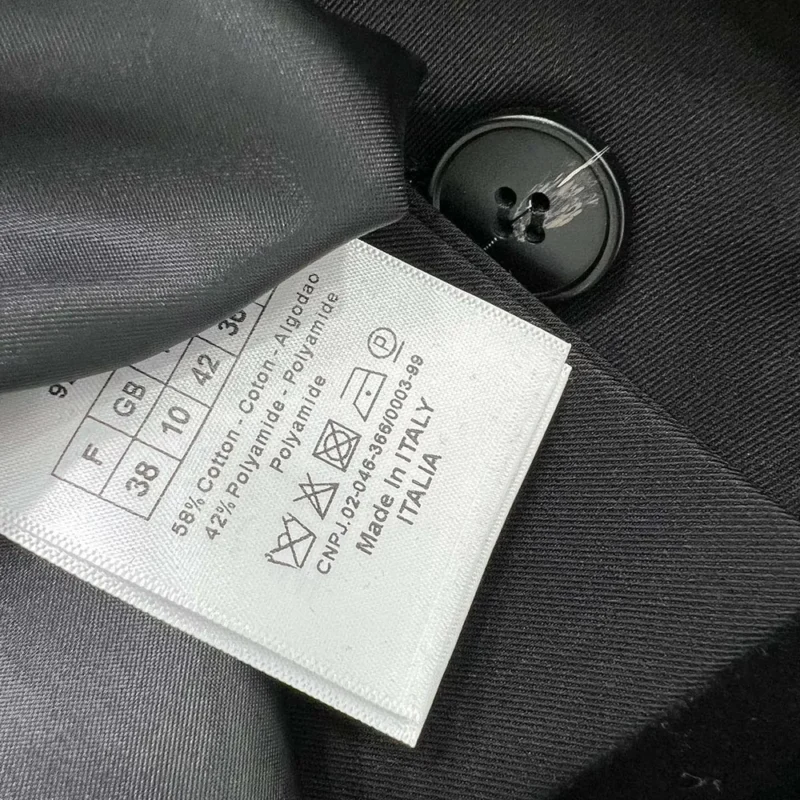 F GB
38 10 42 36
58% Cotton - Coton - Algodao
42% Polyamide - Polyamide
Polyamide
P
CNPJ.02-046-366/0003-99
Made In ITALY
ITALIA